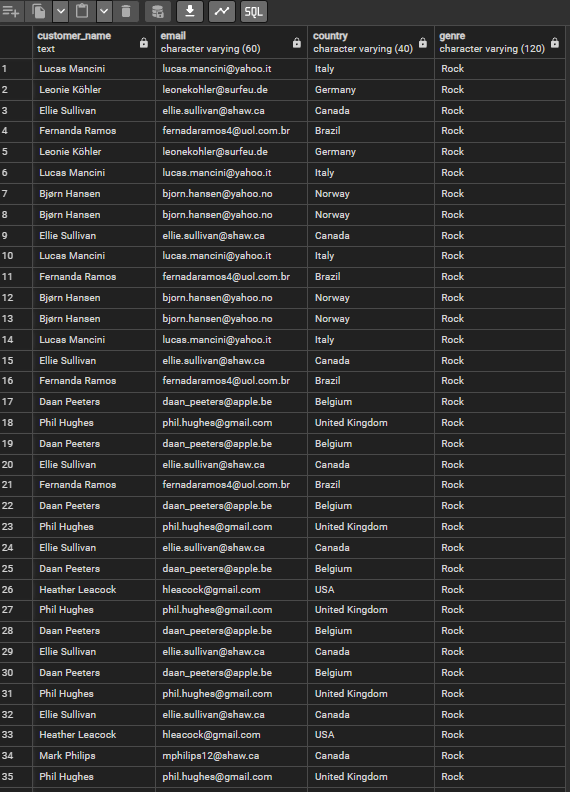 SQL
customer_name email country genre
text character varying (60) character varying (40) character varying (120)
1 Lucas Mancini lucas.mancini@yahoo.it Italy Rock
2 Leonie Köhler leonekohler@surfeu.de Germany Rock
3 Ellie Sullivan ellie.sullivan@shaw.ca Canada Rock
4 Fernanda Ramos fernadaramos4@uol.com.br Brazil Rock
5 Leonie Köhler leonekohler@surfeu.de Germany Rock
6 Lucas Mancini lucas.mancini@yahoo.it Italy Rock
7 Bjørn Hansen bjorn.hansen@yahoo.no Norway Rock
8 Bjørn Hansen bjorn.hansen@yahoo.no Norway Rock
9 Ellie Sullivan ellie.sullivan@shaw.ca Canada Rock
10 Lucas Mancini lucas.mancini@yahoo.it Italy Rock
11 Fernanda Ramos fernadaramos4@uol.com.br Brazil Rock
12 Bjørn Hansen bjorn.hansen@yahoo.no Norway Rock
13 Bjørn Hansen bjorn.hansen@yahoo.no Norway Rock
14 Lucas Mancini lucas.mancini@yahoo.it Italy Rock
15 Ellie Sullivan ellie.sullivan@shaw.ca Canada Rock
16 Fernanda Ramos fernadaramos4@uol.com.br Brazil Rock
17 Daan Peeters daan_peeters@apple.be Belgium Rock
18 Phil Hughes phil.hughes@gmail.com United Kingdom Rock
19 Daan Peeters daan_peeters@apple.be Belgium Rock
20 Ellie Sullivan ellie.sullivan@shaw.ca Canada Rock
21 Fernanda Ramos fernadaramos4@uol.com.br Brazil Rock
22 Daan Peeters daan_peeters@apple.be Belgium Rock
23 Phil Hughes phil.hughes@gmail.com United Kingdom Rock
24 Ellie Sullivan ellie.sullivan@shaw.ca Canada Rock
25 Daan Peeters daan_peeters@apple.be Belgium Rock
26 Heather Leacock hleacock@gmail.com USA Rock
27 Phil Hughes phil.hughes@gmail.com United Kingdom Rock
28 Daan Peeters daan_peeters@apple.be Belgium Rock
29 Ellie Sullivan ellie.sullivan@shaw.ca Canada Rock
30 Daan Peeters daan_peeters@apple.be Belgium Rock
31 Phil Hughes phil.hughes@gmail.com United Kingdom Rock
32 Ellie Sullivan ellie.sullivan@shaw.ca Canada Rock
33 Heather Leacock hleacock@gmail.com USA Rock
34 Mark Philips mphilips12@shaw.ca Canada Rock
35 Phil Hughes phil.hughes@gmail.com United Kingdom Rock